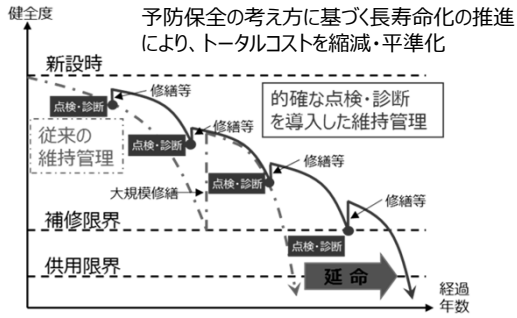 健全度
予防保全の考え方に基づく長寿命化の推進
により、トータルコストを縮減・平準化
新設時
修繕等
点検・診断
的確な点検・診断
を導入した維持管理
従来の
維持管理
修繕等
点検・診断
修繕等
点検・診断
大規模修繕
修繕等
補修限界
点検・診断
供用限界
延 命
経過
年数